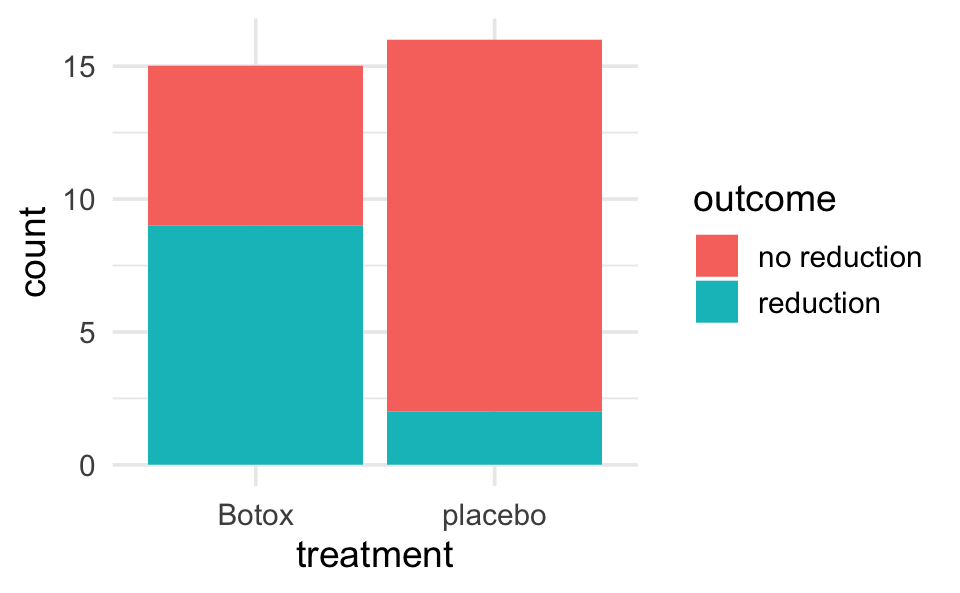 15
10
5
0
count
Botox placebo
treatment
outcome
no reduction
reduction